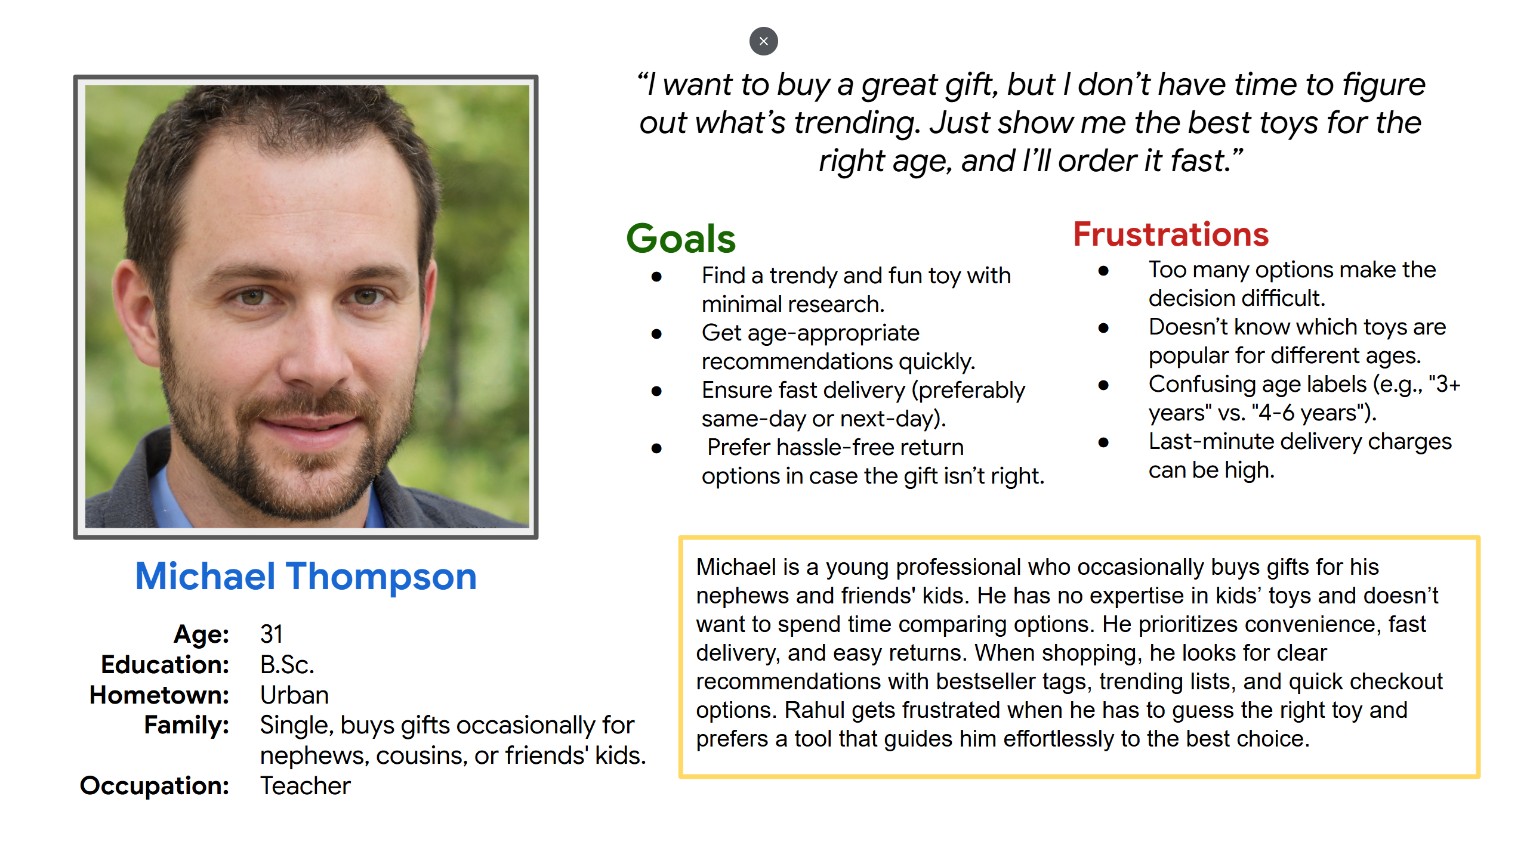 “I want to buy a great gift, but I don’t have time to figure
out what’s trending. Just show me the best toys for the
right age, and I’ll order it fast.”
Goals
● Find a trendy and fun toy with
minimal research.
● Get age-appropriate
recommendations quickly.
● Ensure fast delivery (preferably
same-day or next-day).
● Prefer hassle-free return
options in case the gift isn’t right.
Frustrations
● Too many options make the
decision difficult.
● Doesn’t know which toys are
popular for different ages.
● Confusing age labels (e.g., "3+
years" vs. "4-6 years").
● Last-minute delivery charges
can be high.
Michael Thompson
Age: 31
Education: B.Sc.
Hometown: Urban
Family: Single, buys gifts occasionally for
nephews, cousins, or friends' kids.
Occupation: Teacher
Michael is a young professional who occasionally buys gifts for his
nephews and friends' kids. He has no expertise in kids’ toys and doesn’t
want to spend time comparing options. He prioritizes convenience, fast
delivery, and easy returns. When shopping, he looks for clear
recommendations with bestseller tags, trending lists, and quick checkout
options. Rahul gets frustrated when he has to guess the right toy and
prefers a tool that guides him effortlessly to the best choice.